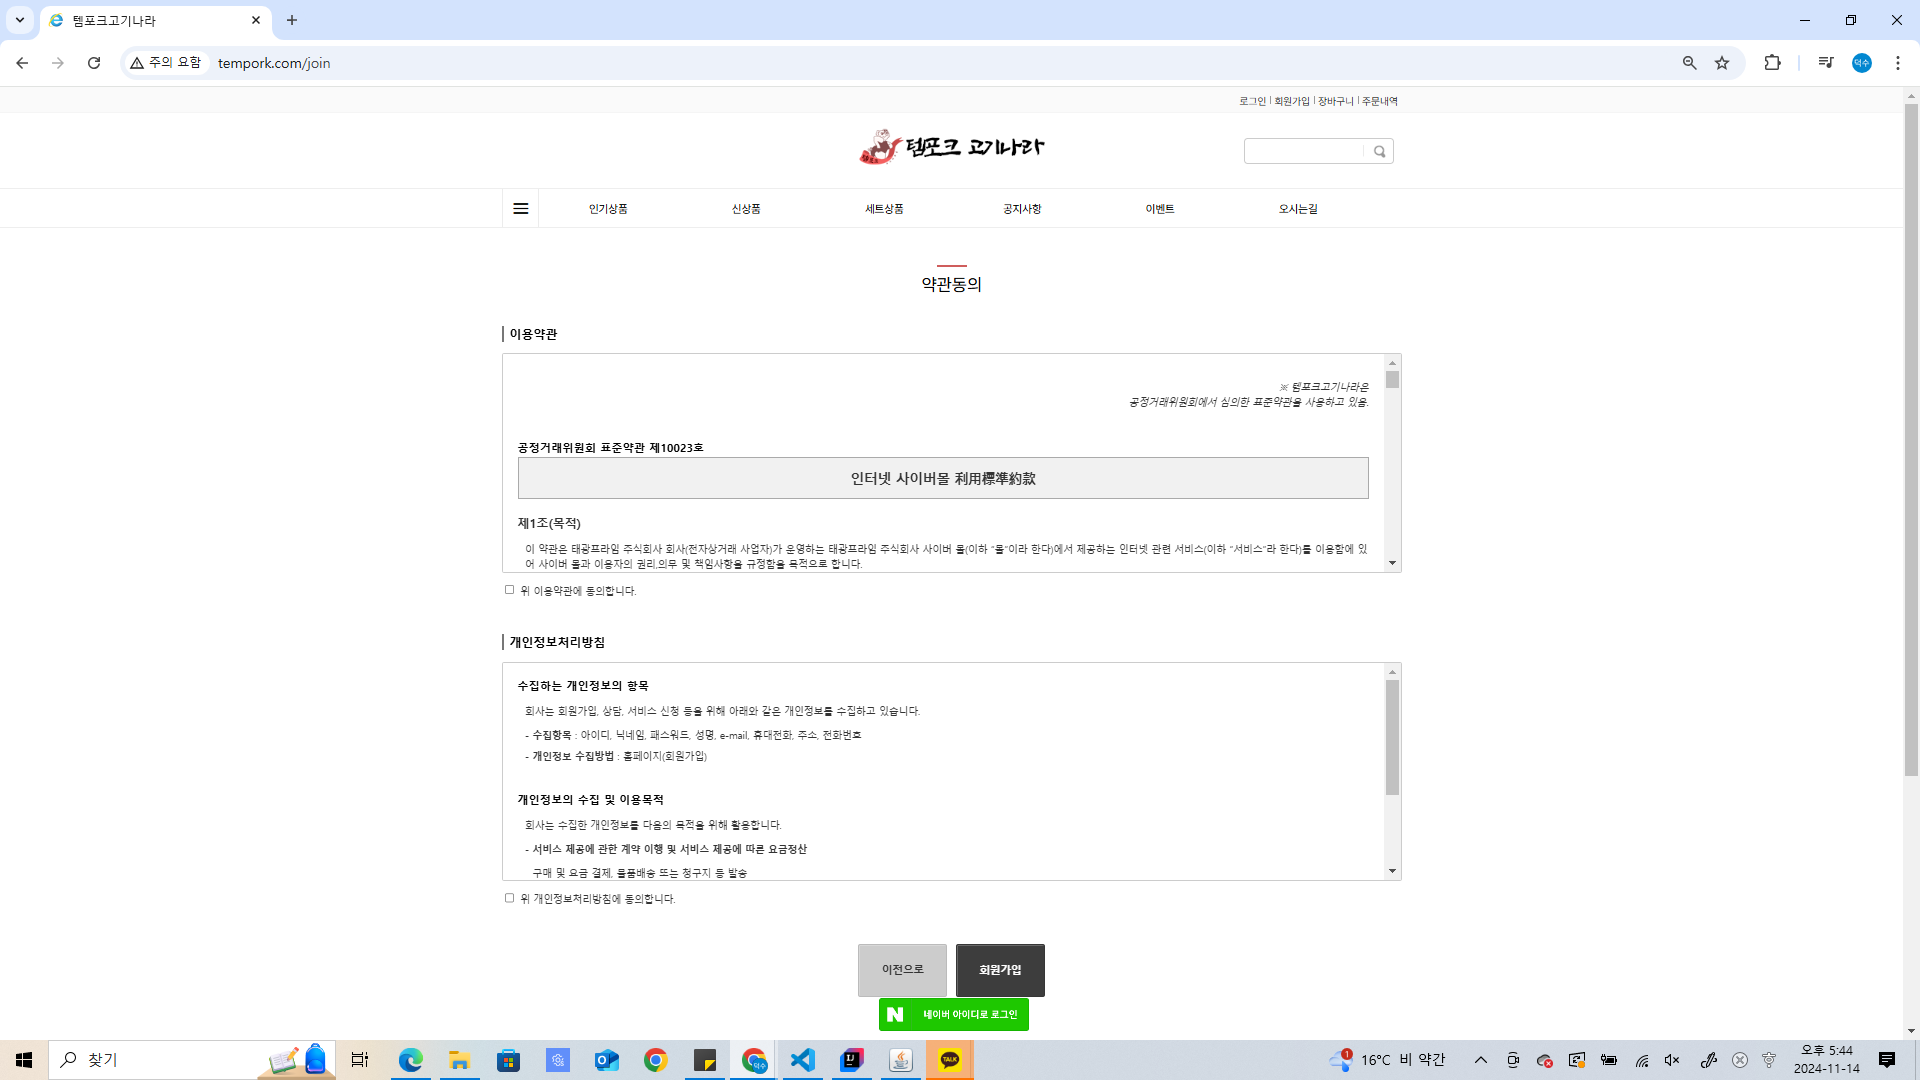 템포크고기나라
주의 요함
tempork.com/join
덕수
로그인 | 회원가입 | 장바구니 | 주문내역
템포크 고기나라
인기상품
신상품
세트상품
공지사항
이벤트
오시는길
약관동의
이용약관
※ 템포크고기나라은
공정거래위원회에서 심의한 표준약관을 사용하고 있음.
공정거래위원회 표준약관 제10023호
인터넷 사이버몰 利用標準約款
제1조(목적)
이 약관은 태광프라임 주식회사 회사(전자상거래 사업자)가 운영하는 태광프라임 주식회사 사이버 몰(이하 "몰"이라 한다)에서 제공하는 인터넷 관련 서비스(이하 "서비스"라 한다)를 이용함에 있
어 사이버 몰과 이용자의 권리.의무 및 책임사항을 규정함을 목적으로 합니다.
위 이용약관에 동의합니다.
개인정보처리방침
수집하는 개인정보의 항목
회사는 회원가입, 상담, 서비스 신청 등을 위해 아래와 같은 개인정보를 수집하고 있습니다.
- 수집항목 : 아이디, 닉네임, 패스워드, 성명, e-mail, 휴대전화, 주소, 전화번호
- 개인정보 수집방법 : 홈페이지(회원가입)
개인정보의 수집 및 이용목적
회사는 수집한 개인정보를 다음의 목적을 위해 활용합니다.
- 서비스 제공에 관한 계약 이행 및 서비스 제공에 따른 요금정산
구매 및 요금 결제, 물품배송 또는 청구지 등 발송
위 개인정보처리방침에 동의합니다.
이전으로
회원가입
N 네이버 아이디로 로그인
찾기
덕수
IJ
TALK
1
16°C 비 약간
오후 5:44
2024-11-14